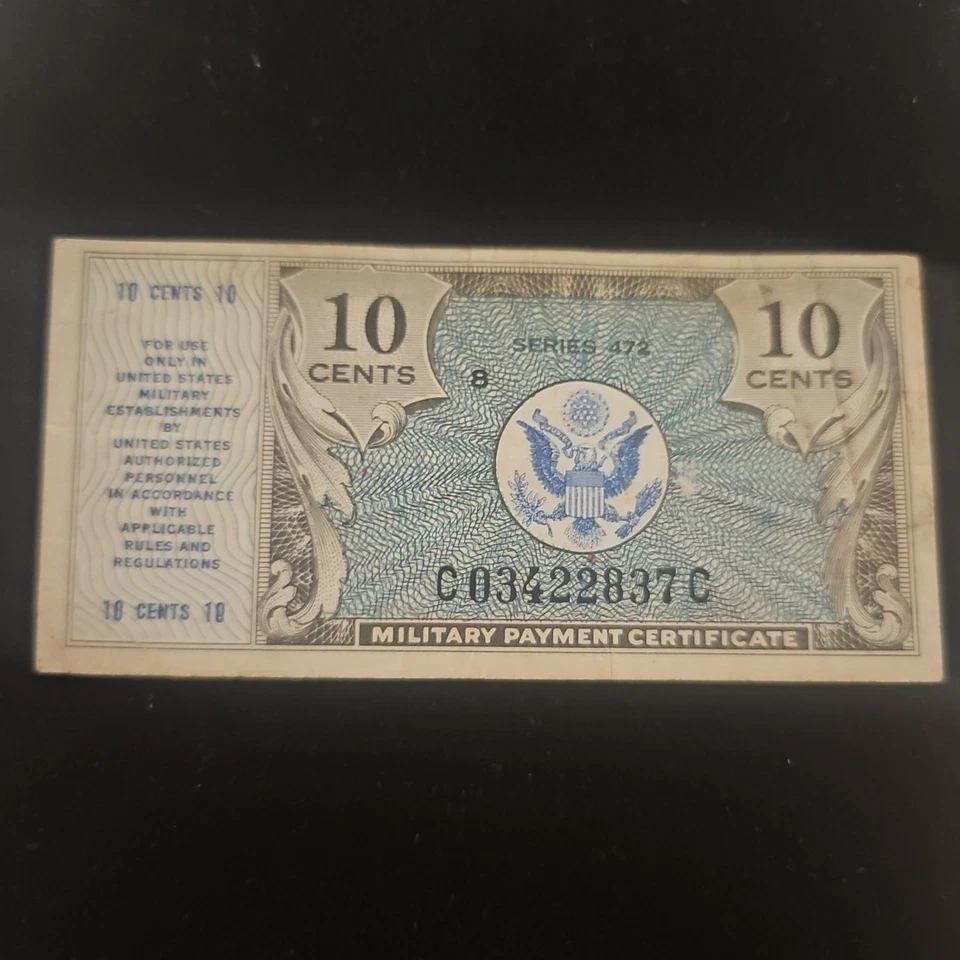 10 CENTS 10
FOR USE
ONLY IN
UNITED STATES
MILITARY
ESTABLISHMENTS
BY
UNITED STATES
AUTHORIZED
PERSONNEL
IN ACCORDANCE
WITH
APPLICABLE
RULES AND
REGULATIONS
10 CENTS 10
10
CENTS
SERIES 472
8
10
CENTS
C03422837C
MILITARY PAYMENT CERTIFICATE